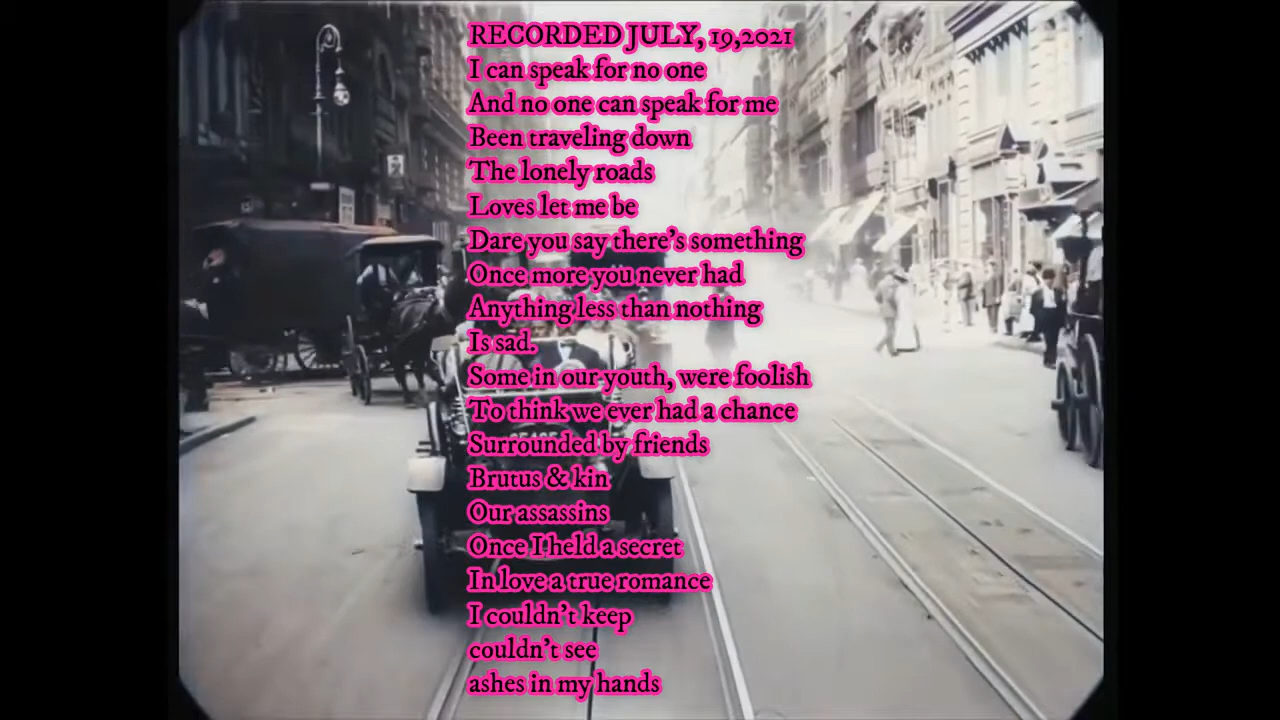 RECORDED JULY, 19,2021
I can speak for no one
And no one can speak for me
Been traveling down
The lonely roads
Loves let me be
Dare you say there's something
Once more you never had
Anything less than nothing
Is sad.
Some in our youth, were foolish
To think we ever had a chance
Surrounded by friends
Brutus & kin
Our assassins
Once I held a secret
In love a true romance
I couldn't keep
couldn't see
ashes in my hands